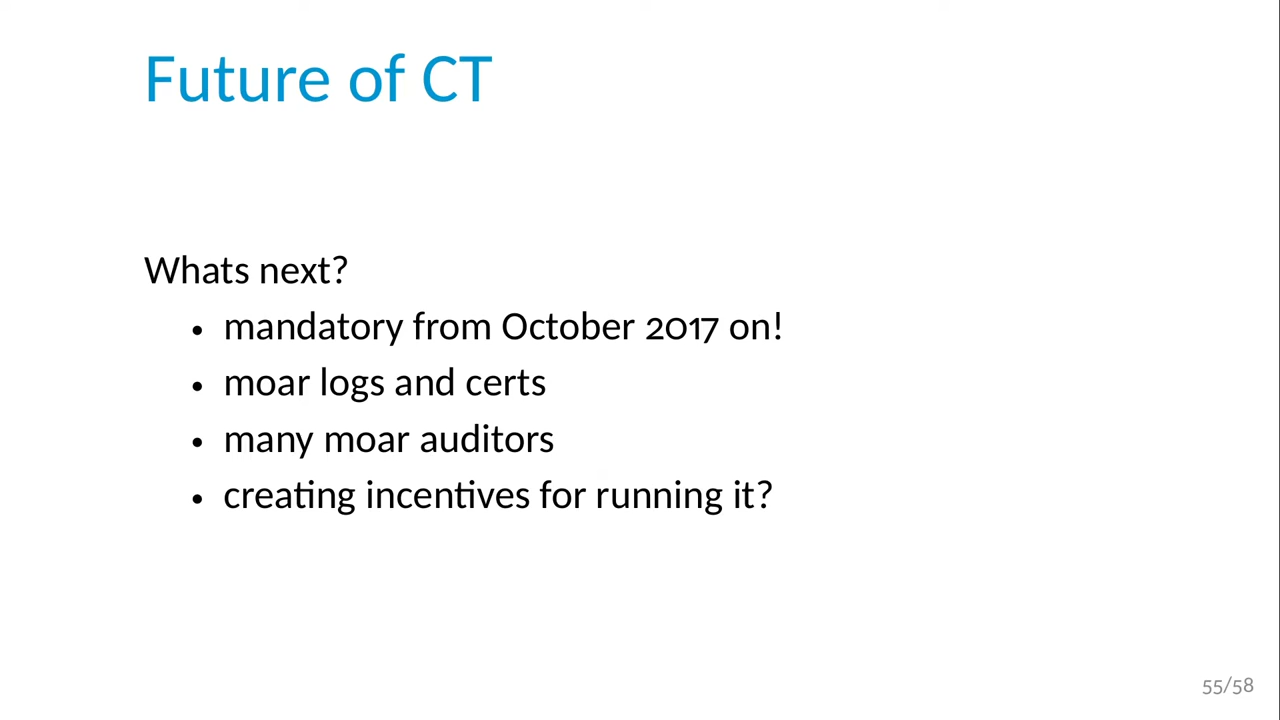 Future of CT
Whats next?
• mandatory from October 2017 on!
• moar logs and certs
• many moar auditors
• creating incentives for running it?
55/58